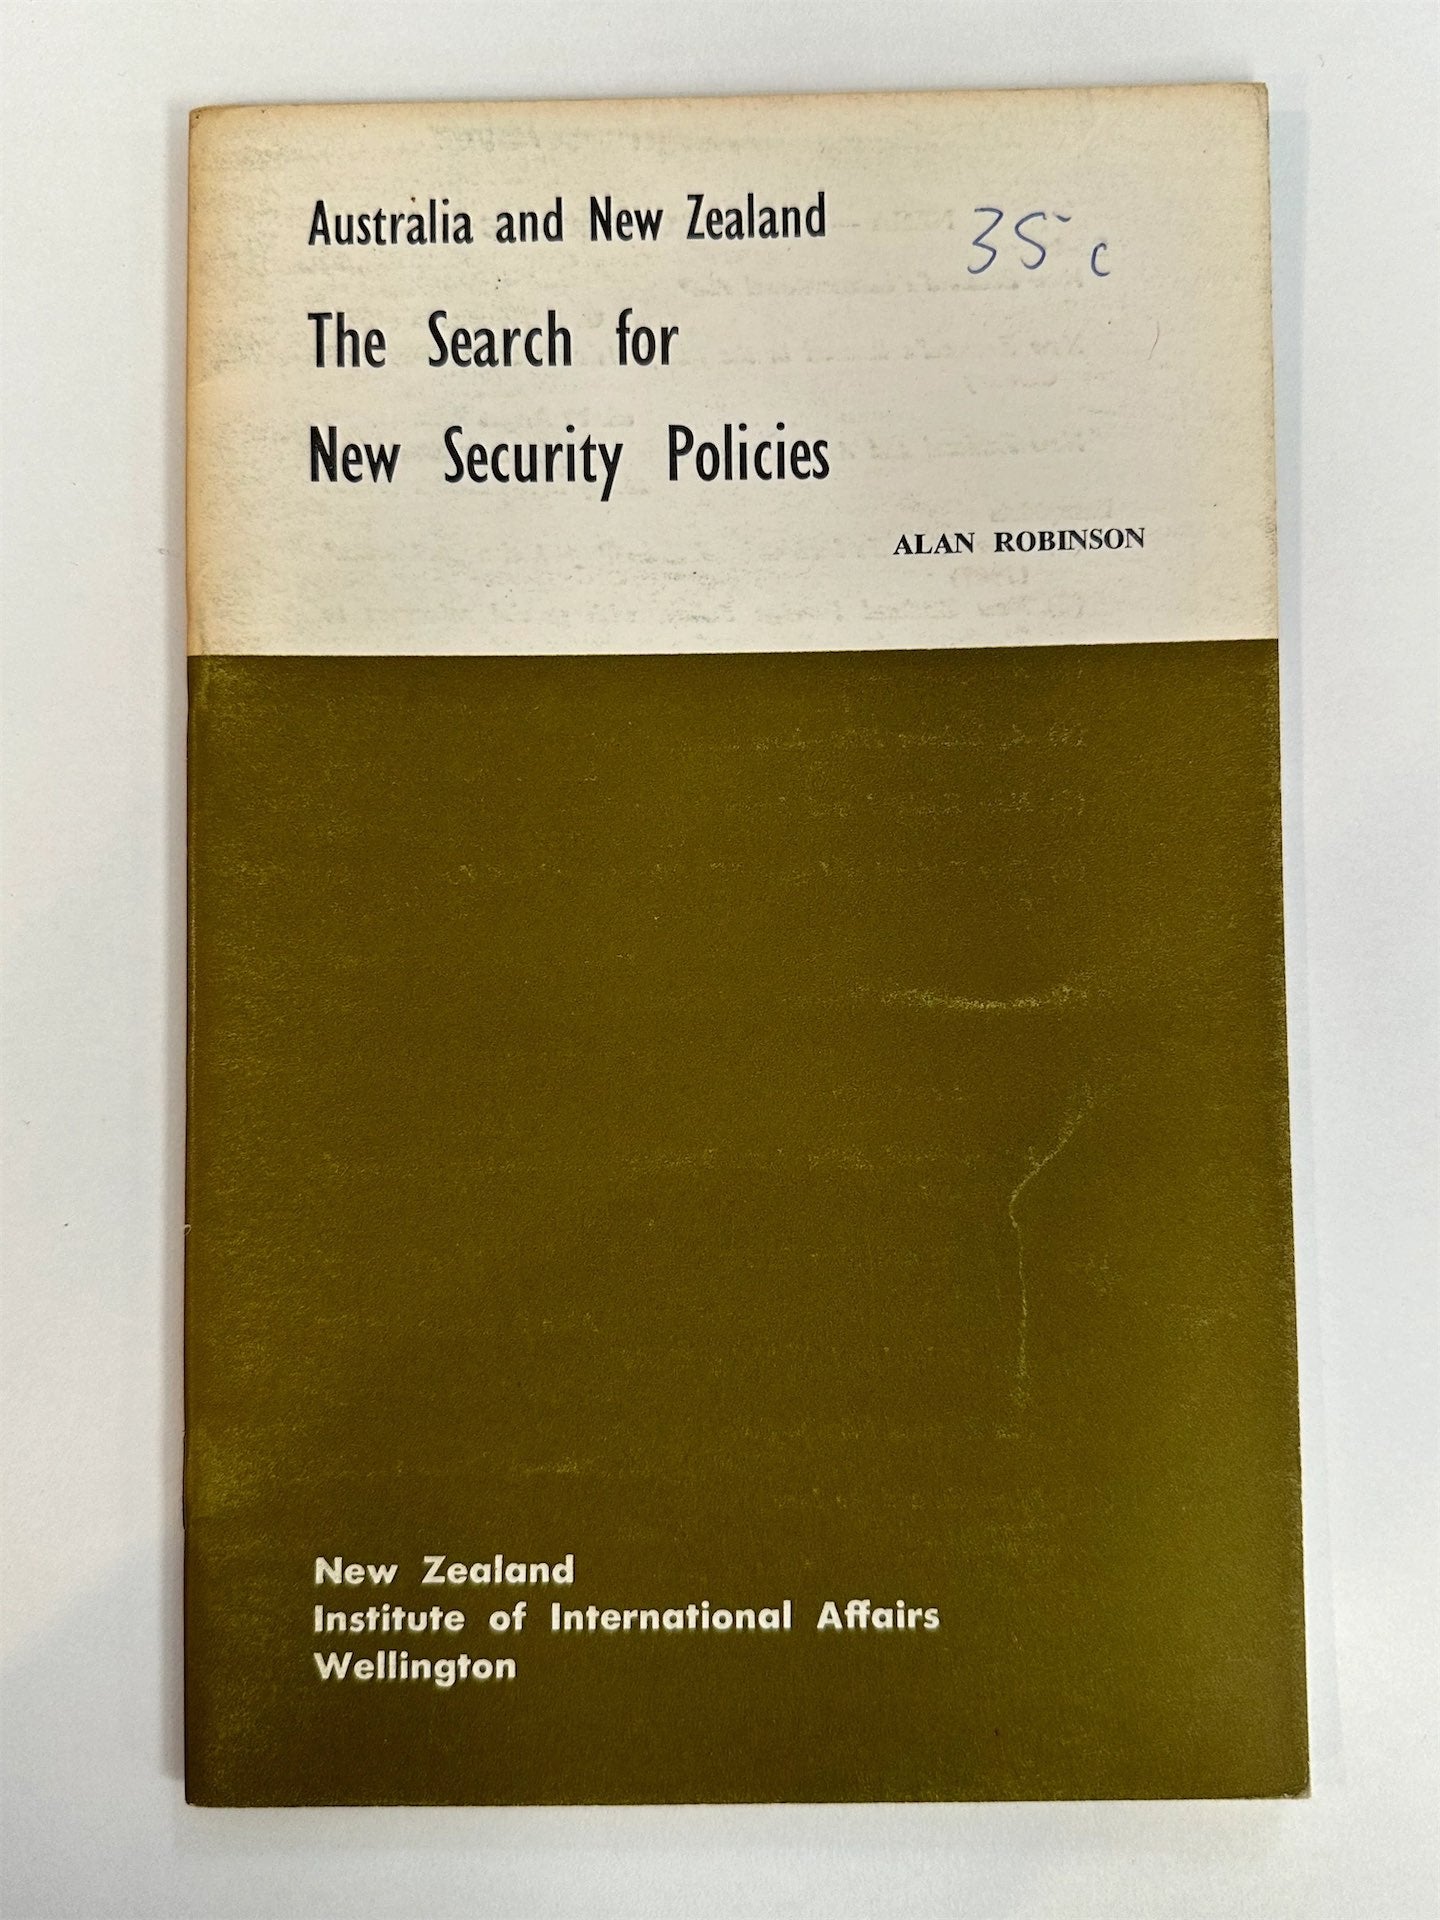 Australia and New Zealand
35 c
The Search for
New Security Policies
ALAN ROBINSON
New Zealand
Institute of International Affairs
Wellington